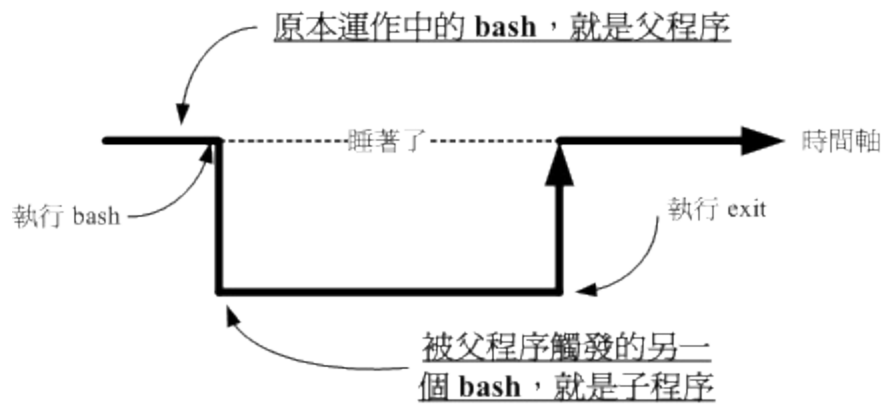 原本運作中的 bash，就是父程序
睡著了
時間軸
執行 bash
執行 exit
被父程序觸發的另一
個 bash，就是子程序